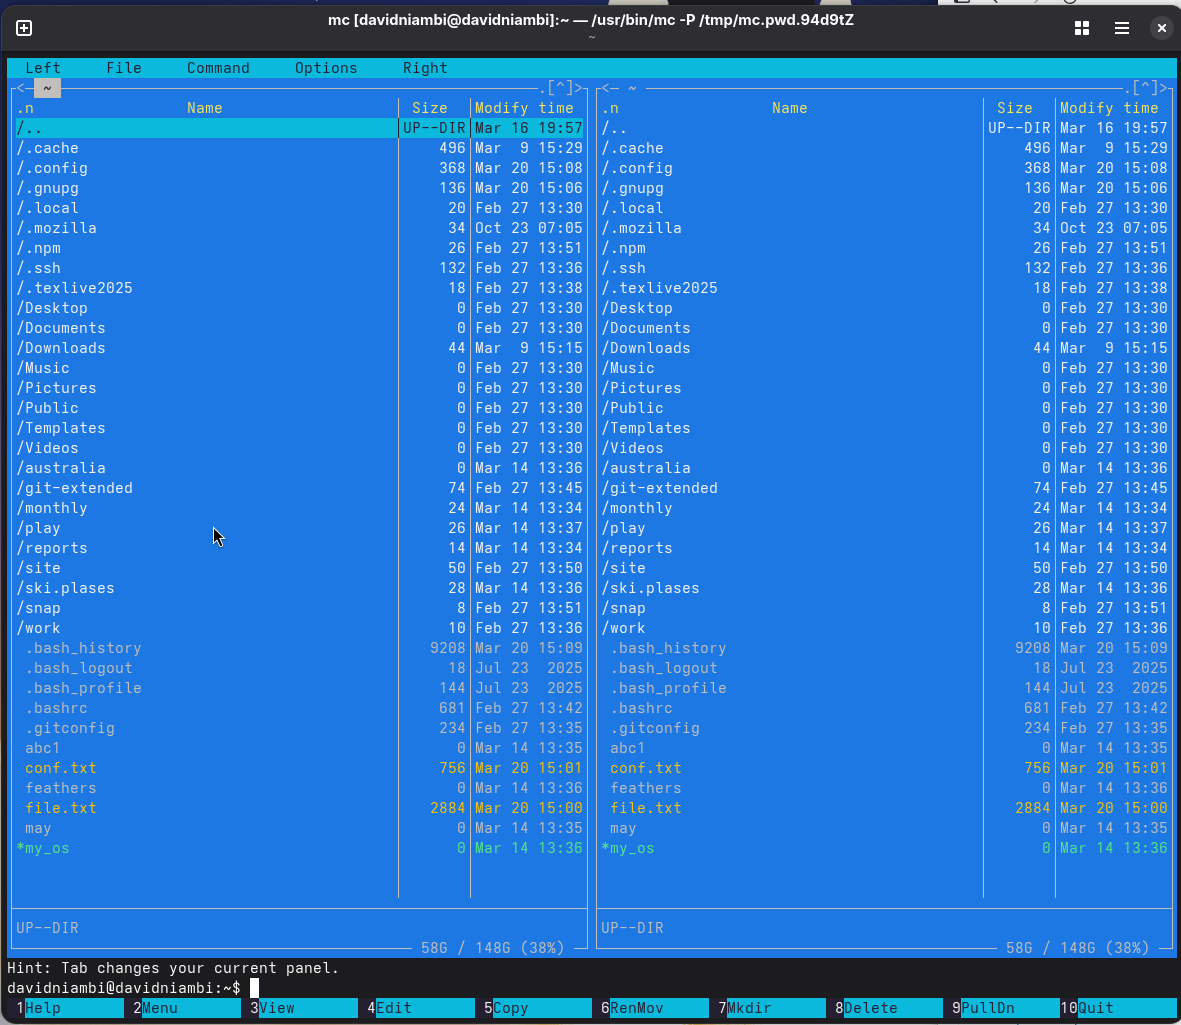 mc [davidniambi@davidniambi]:~ — /usr/bin/mc -P /tmp/mc.pwd.94d9tZ
~
Left File Command Options Right
<─ ~ ─.[^]> <─ ~ ─.[^]>
.n Name Size Modify time .n Name Size Modify time
/.. UP--DIR Mar 16 19:57 /.. UP--DIR Mar 16 19:57
/.cache 496 Mar 9 15:29 /.cache 496 Mar 9 15:29
/.config 368 Mar 20 15:08 /.config 368 Mar 20 15:08
/.gnupg 136 Mar 20 15:06 /.gnupg 136 Mar 20 15:06
/.local 20 Feb 27 13:30 /.local 20 Feb 27 13:30
/.mozilla 34 Oct 23 07:05 /.mozilla 34 Oct 23 07:05
/.npm 26 Feb 27 13:51 /.npm 26 Feb 27 13:51
/.ssh 132 Feb 27 13:36 /.ssh 132 Feb 27 13:36
/.texlive2025 18 Feb 27 13:38 /.texlive2025 18 Feb 27 13:38
/Desktop 0 Feb 27 13:30 /Desktop 0 Feb 27 13:30
/Documents 0 Feb 27 13:30 /Documents 0 Feb 27 13:30
/Downloads 44 Mar 9 15:15 /Downloads 44 Mar 9 15:15
/Music 0 Feb 27 13:30 /Music 0 Feb 27 13:30
/Pictures 0 Feb 27 13:30 /Pictures 0 Feb 27 13:30
/Public 0 Feb 27 13:30 /Public 0 Feb 27 13:30
/Templates 0 Feb 27 13:30 /Templates 0 Feb 27 13:30
/Videos 0 Feb 27 13:30 /Videos 0 Feb 27 13:30
/australia 0 Mar 14 13:36 /australia 0 Mar 14 13:36
/git-extended 74 Feb 27 13:45 /git-extended 74 Feb 27 13:45
/monthly 24 Mar 14 13:34 /monthly 24 Mar 14 13:34
/play 26 Mar 14 13:37 /play 26 Mar 14 13:37
/reports 14 Mar 14 13:34 /reports 14 Mar 14 13:34
/site 50 Feb 27 13:50 /site 50 Feb 27 13:50
/ski.plases 28 Mar 14 13:36 /ski.plases 28 Mar 14 13:36
/snap 8 Feb 27 13:51 /snap 8 Feb 27 13:51
/work 10 Feb 27 13:36 /work 10 Feb 27 13:36
.bash_history 9208 Mar 20 15:09 .bash_history 9208 Mar 20 15:09
.bash_logout 18 Jul 23 2025 .bash_logout 18 Jul 23 2025
.bash_profile 144 Jul 23 2025 .bash_profile 144 Jul 23 2025
.bashrc 681 Feb 27 13:42 .bashrc 681 Feb 27 13:42
.gitconfig 234 Feb 27 13:35 .gitconfig 234 Feb 27 13:35
abc1 0 Mar 14 13:35 abc1 0 Mar 14 13:35
conf.txt 756 Mar 20 15:01 conf.txt 756 Mar 20 15:01
feathers 0 Mar 14 13:36 feathers 0 Mar 14 13:36
file.txt 2884 Mar 20 15:00 file.txt 2884 Mar 20 15:00
may 0 Mar 14 13:35 may 0 Mar 14 13:35
*my_os 0 Mar 14 13:36 *my_os 0 Mar 14 13:36
UP--DIR UP--DIR
58G / 148G (38%) 58G / 148G (38%)
Hint: Tab changes your current panel.
davidniambi@davidniambi:~$
1Help 2Menu 3View 4Edit 5Copy 6RenMov 7Mkdir 8Delete 9PullDn 10Quit